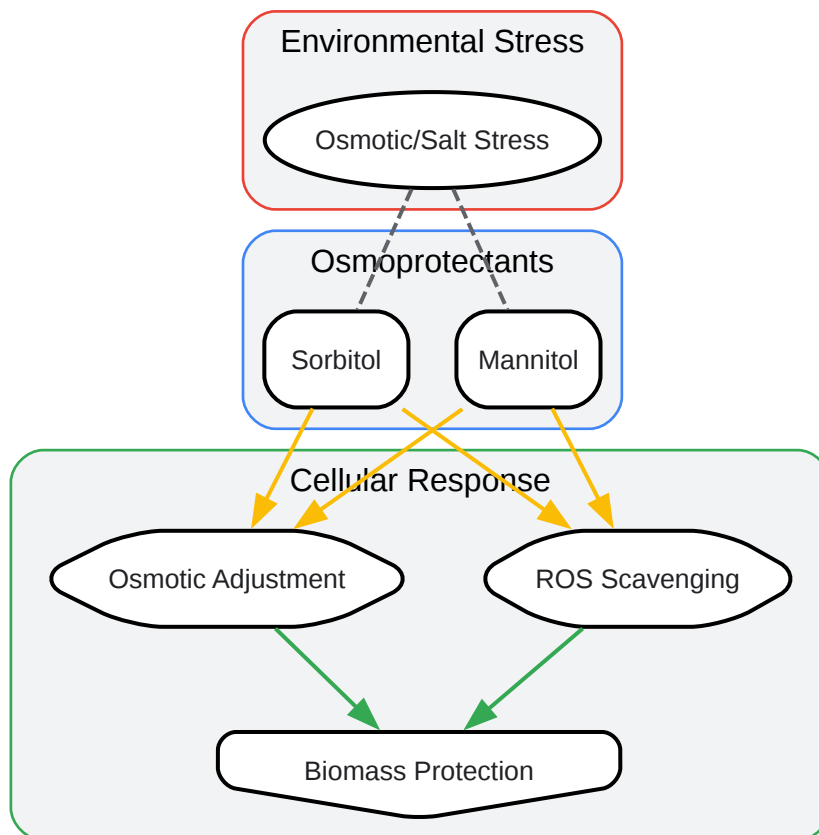 Environmental Stress
Osmotic/Salt Stress
Osmoprotectants
Sorbitol
Mannitol
Cellular Response
Osmotic Adjustment
ROS Scavenging
Biomass Protection